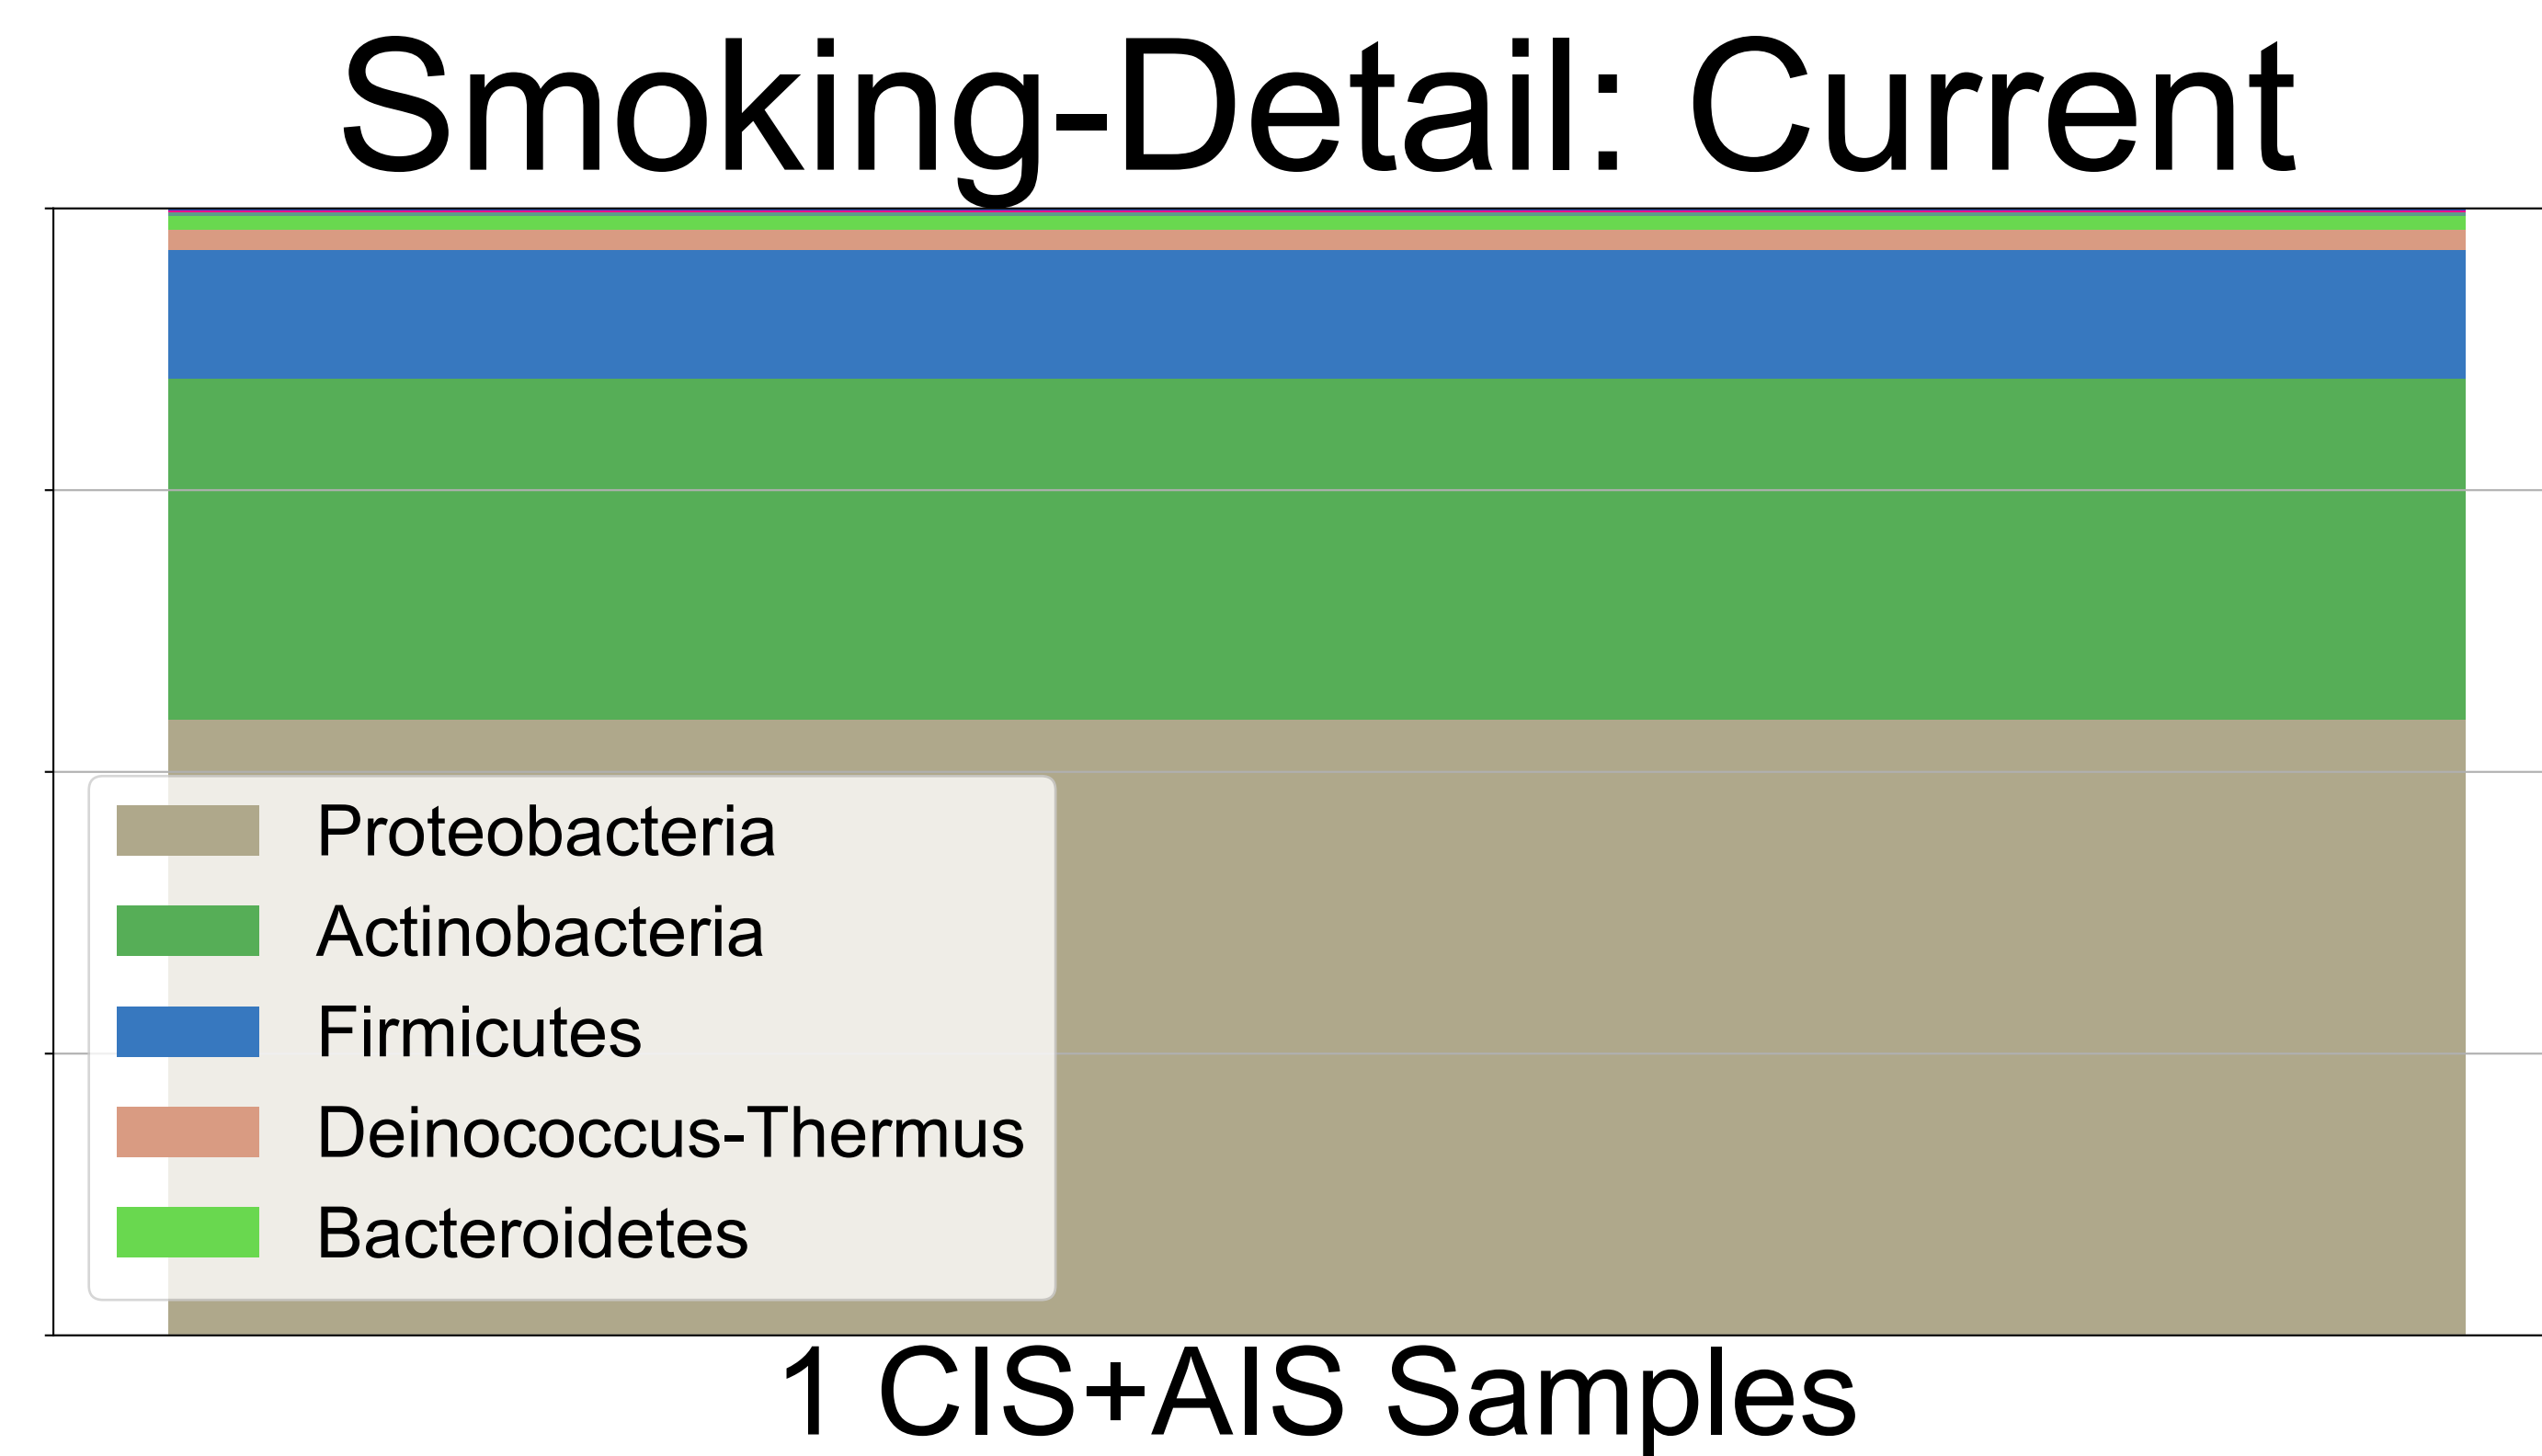 Smoking-Detail: Current
Proteobacteria
Actinobacteria
Firmicutes
Deinococcus-Thermus
Bacteroidetes
1 CIS+AIS Samples